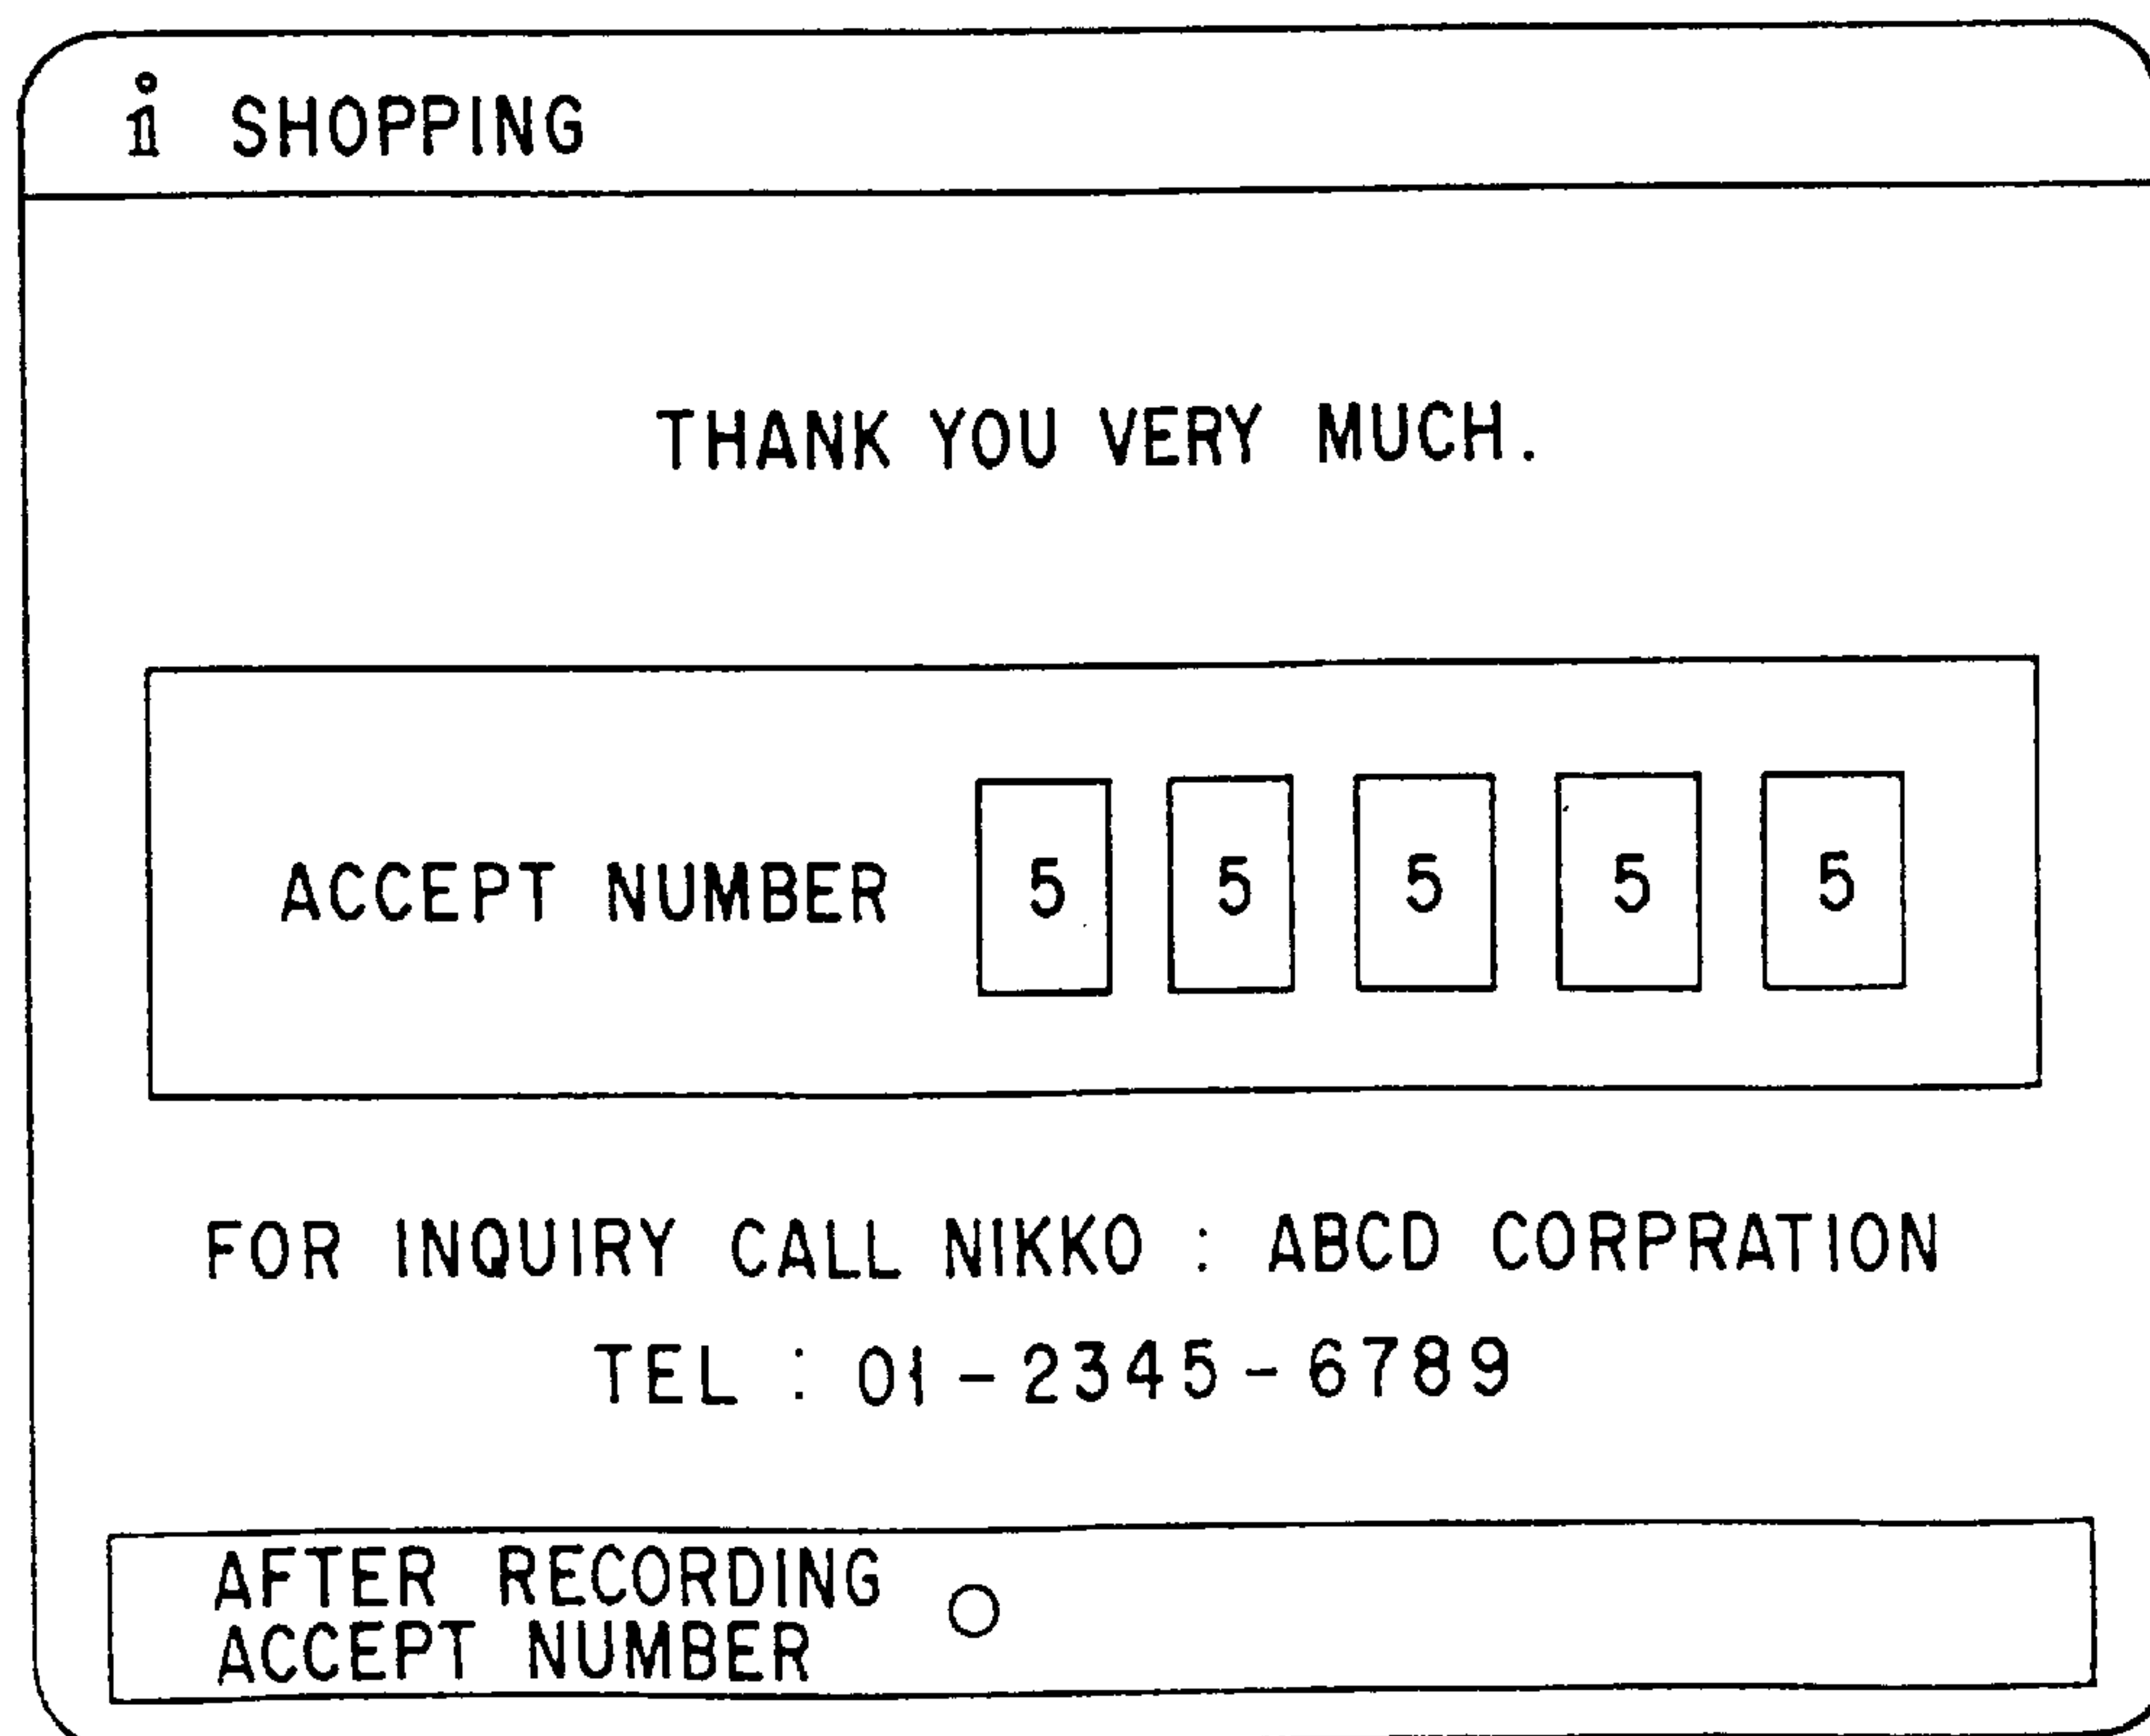 i SHOPPING
THANK YOU VERY MUCH.
ACCEPT NUMBER 5 5 5 5 5
FOR INQUIRY CALL NIKKO : ABCD CORPRATION
TEL : 01-2345-6789
AFTER RECORDING
ACCEPT NUMBER